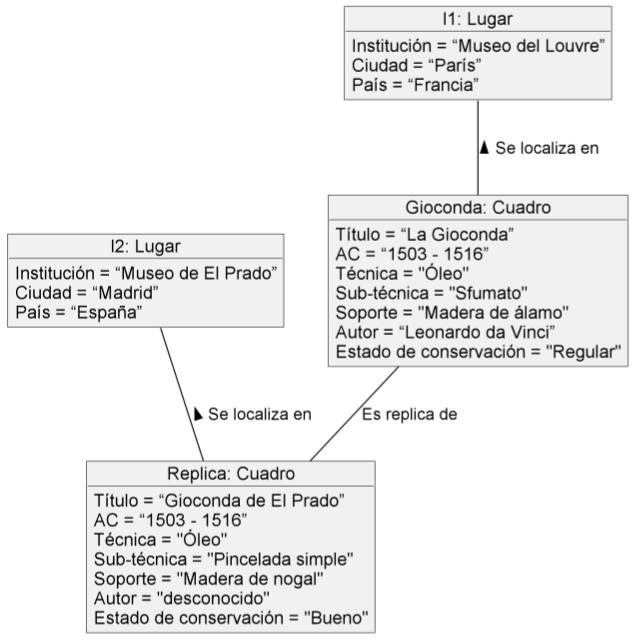 l1: Lugar
Institución = “Museo del Louvre”
Ciudad = “París”
País = “Francia”
Se localiza en
Gioconda: Cuadro
Título = “La Gioconda”
AC = “1503 - 1516”
Técnica = "Óleo"
Sub-técnica = "Sfumato"
Soporte = "Madera de álamo"
Autor = “Leonardo da Vinci”
Estado de conservación = "Regular"
l2: Lugar
Institución = “Museo de El Prado”
Ciudad = “Madrid”
País = “España”
Se localiza en
Es replica de
Replica: Cuadro
Título = “Gioconda de El Prado”
AC = “1503 - 1516”
Técnica = "Óleo"
Sub-técnica = "Pincelada simple"
Soporte = "Madera de nogal"
Autor = "desconocido"
Estado de conservación = "Bueno"